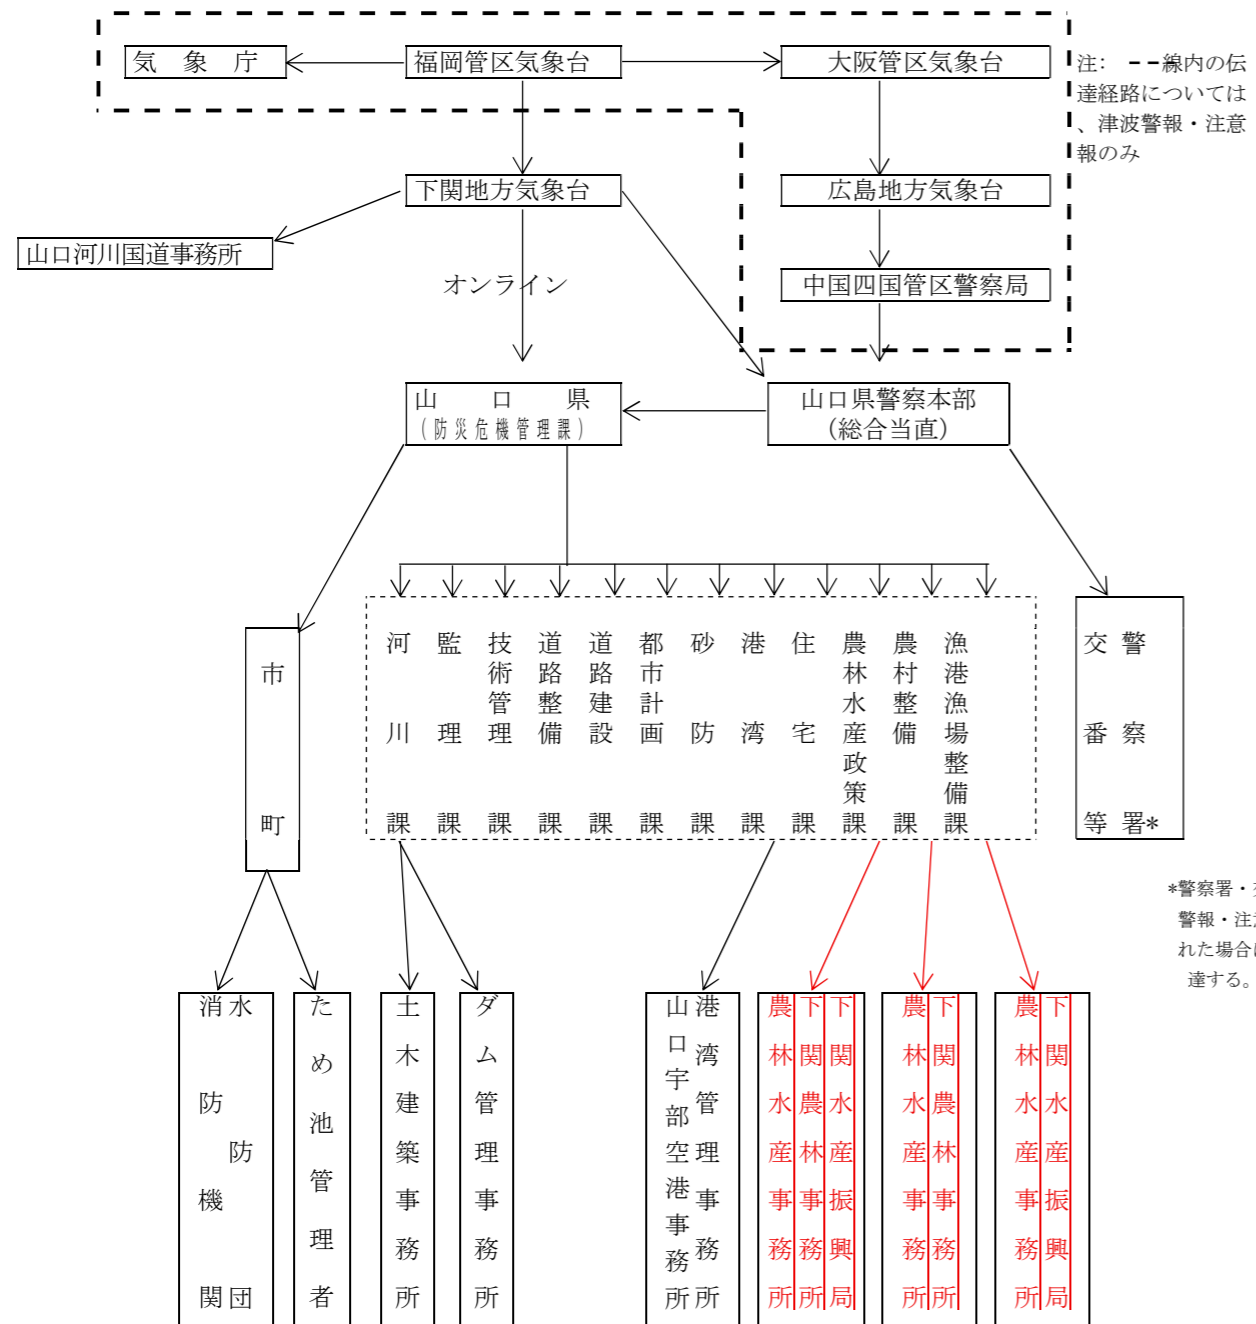 気象庁
福岡管区気象台
大阪管区気象台
注: --線内の伝
達経路については
、津波警報・注意
報のみ
下関地方気象台
広島地方気象台
山口河川国道事務所
オンライン
中国四国管区警察局
山口県
(防災危機管理課)
山口県警察本部
(総合当直)
市町
河川課
監理課
技術管理課
道路整備課
道路建設課
都市計画課
砂防課
港湾課
住宅課
農林水産政策課
農村整備課
漁港漁場整備課
警察署*
交番等
*警察署・
警報・注
れた場合
達する。
水防団
消防機関
ため池管理者
土木建築事務所
ダム管理事務所
港湾管理事務所
山口宇部空港事務所
下関水産振興局
下関農林事務所
農林水産事務所
下関農林事務所
農林水産事務所
下関水産振興局
農林水産事務所